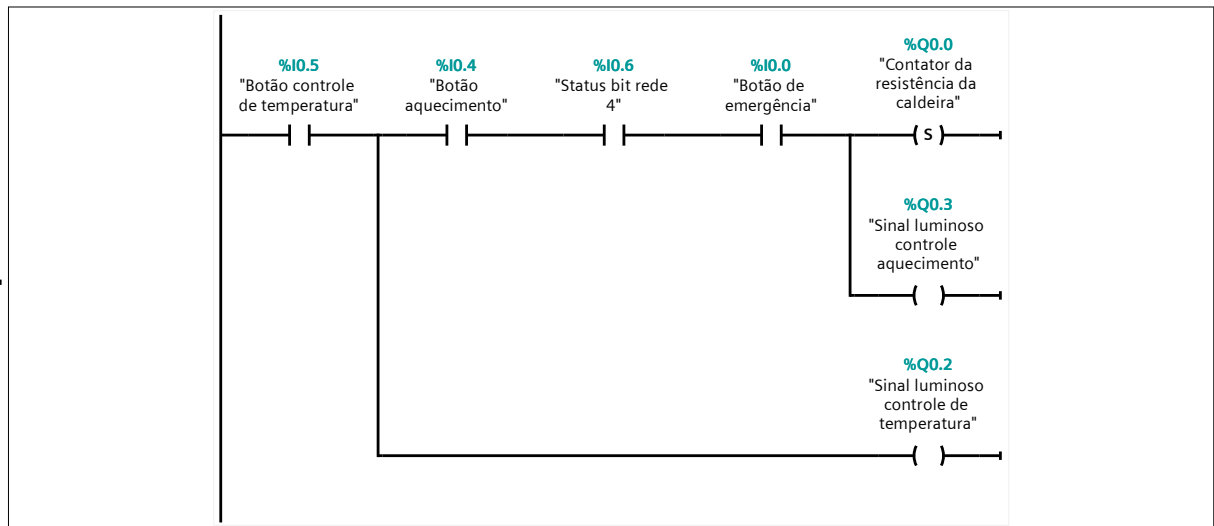 %Q0.0
"Contator da
resistência da
caldeira"
%I0.5
"Botão controle
de temperatura"
%I0.4
"Botão
aquecimento"
%I0.6
"Status bit rede
4"
%I0.0
"Botão de
emergência"
S
%Q0.3
"Sinal luminoso
controle
aquecimento"
%Q0.2
"Sinal luminoso
controle de
temperatura"